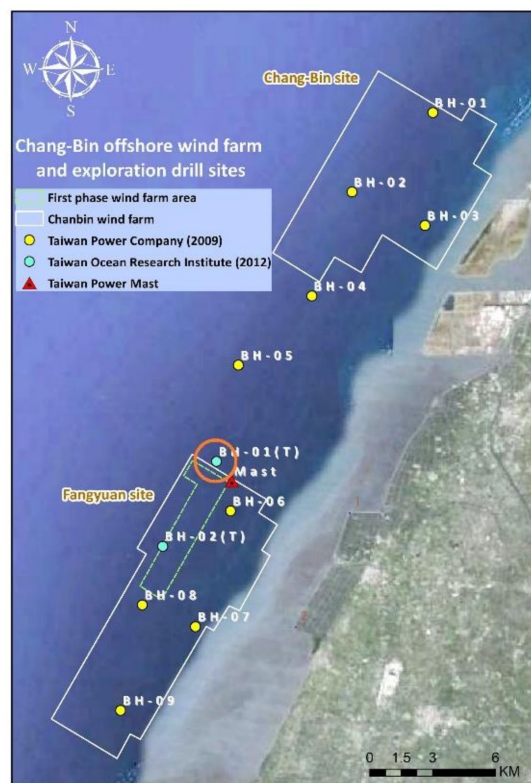 N
W E
S
Chang-Bin site
BH-01
Chang-Bin offshore wind farm
and exploration drill sites
First phase wind farm area
Chanbin wind farm
Taiwan Power Company (2009)
Taiwan Ocean Research Institute (2012)
Taiwan Power Mast
BH-02
BH-03
BH-04
BH-05
BH-01(T)
Mast
Fangyuan site
BH-06
BH-02(T)
BH-08
BH-07
BH-09
0 1.5 3 6
KM